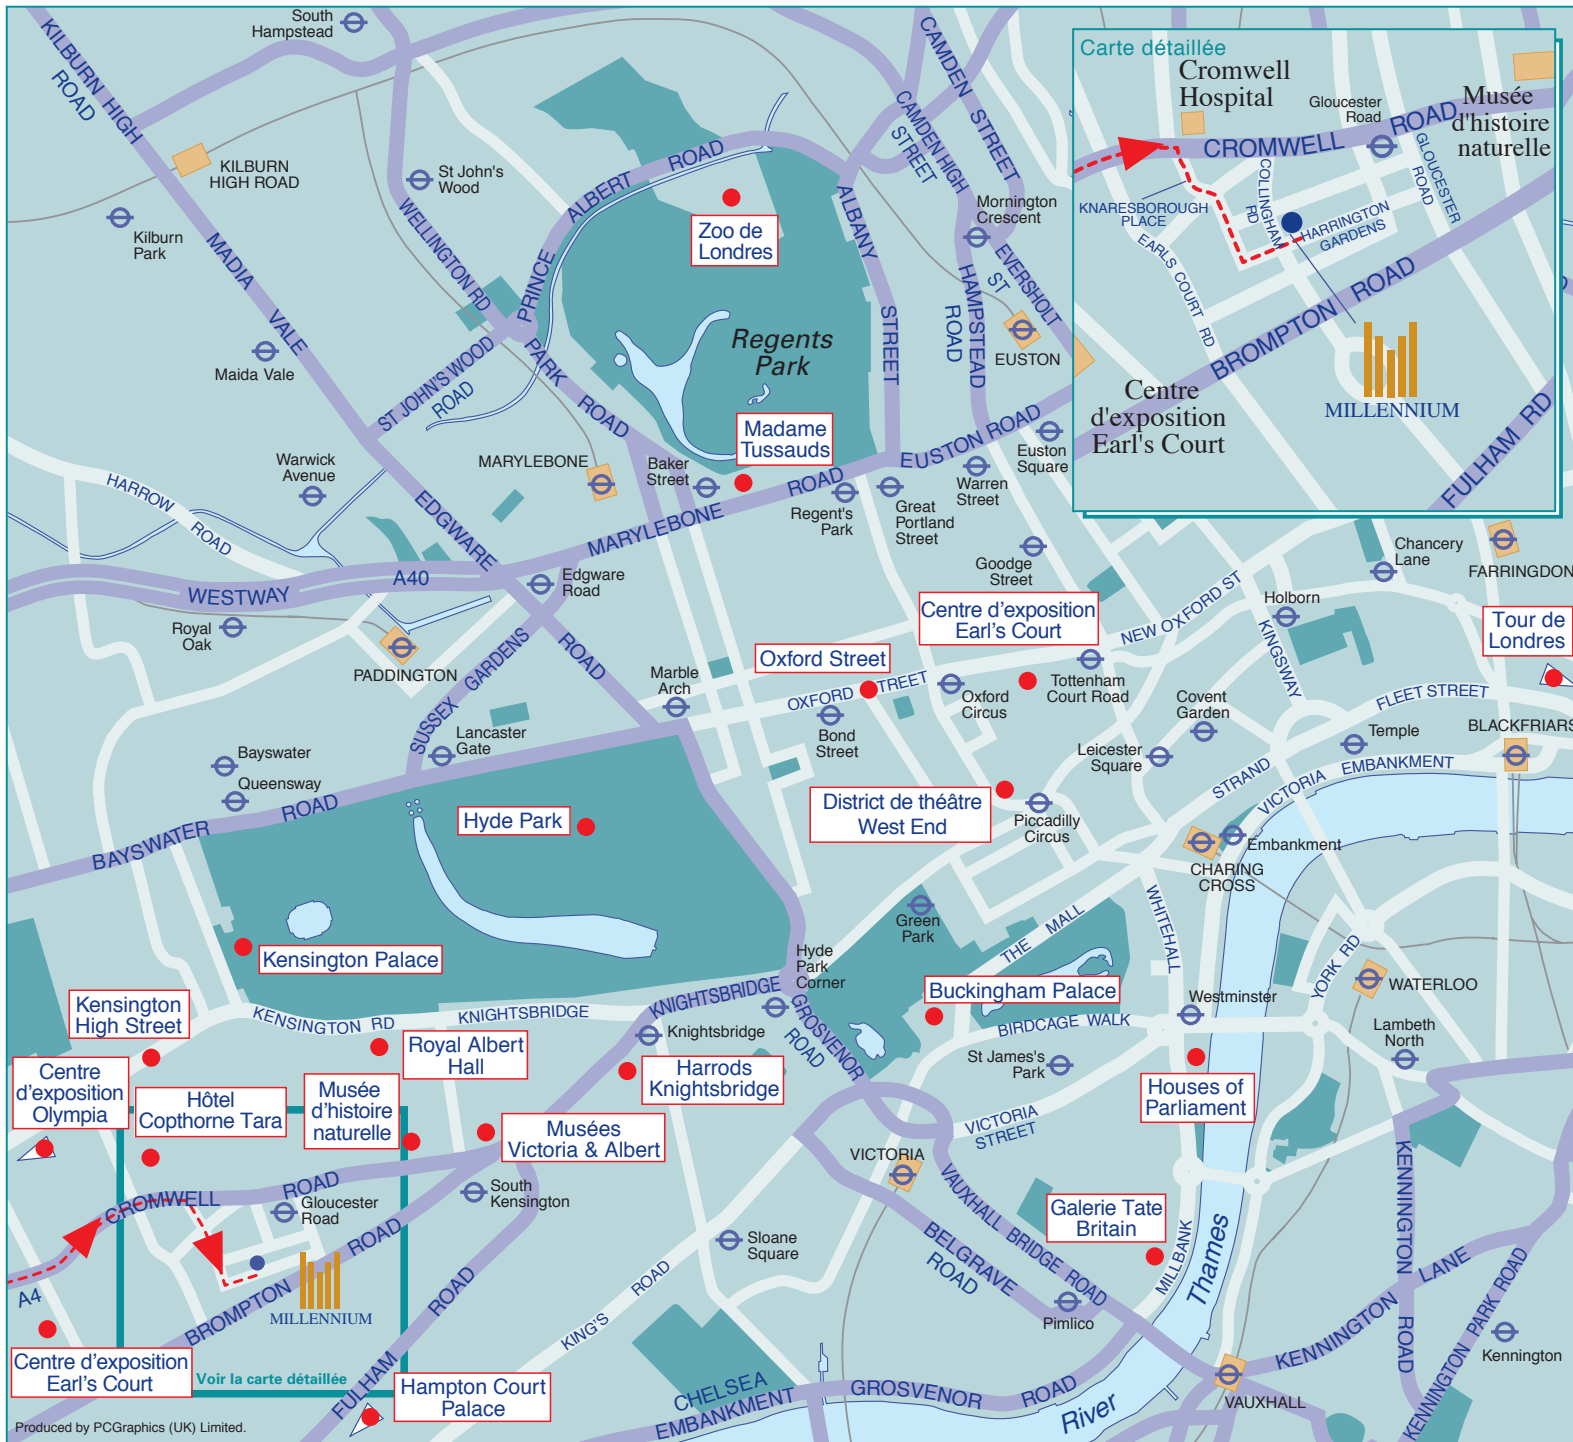 South
Hampstead
KILBURN HIGH
ROAD
KILBURN
HIGH ROAD
Kilburn
Park
MADIA
VALE
Maida Vale
St John's
Wood
WELLINGTON RD
PRINCE
ALBERT
ROAD
ST JOHN'S WOOD
ROAD
PARK
ROAD
Zoo de
Londres
Regents
Park
ALBANY
STREET
CAMDEN
STREET
CAMDEN HIGH
STREET
Mornington
Crescent
EVERSHOLT
ST
HAMPSTEAD
ROAD
EUSTON
Carte détaillée
Cromwell
Hospital
Gloucester
Road
Musée
d'histoire
naturelle
CROMWELL
ROAD
KNARESBOROUGH
PLACE
COLLINGHAM
RD
HARRINGTON
GARDENS
GLOUCESTER
ROAD
EARLS COURT RD
BROMPTON
ROAD
Centre
d'exposition
Earl's Court
MILLENNIUM
FULHAM RD
Warwick
Avenue
HARROW
ROAD
MARYLEBONE
Baker
Street
Madame
Tussauds
EUSTON ROAD
Euston
Square
Warren
Street
Regent's
Park
Great
Portland
Street
MARYLEBONE
ROAD
EDGWARE
ROAD
Edgware
Road
A40
WESTWAY
Royal
Oak
PADDINGTON
SUSSEX
GARDENS
Goodge
Street
Centre d'exposition
Earl's Court
Chancery
Lane
FARRINGDON
Holborn
NEW OXFORD ST
KINGSWAY
Tour de
Londres
Oxford Street
Marble
Arch
OXFORD
STREET
Bond
Street
Oxford
Circus
Tottenham
Court Road
Covent
Garden
Leicester
Square
FLEET STREET
Temple
BLACKFRIARS
STRAND
VICTORIA
EMBANKMENT
Embankment
CHARING
CROSS
Bayswater
Queensway
Lancaster
Gate
BAYSWATER
ROAD
Hyde Park
District de théâtre
West End
Piccadilly
Circus
Green
Park
THE
MALL
WHITEHALL
YORK RD
WATERLOO
Kensington Palace
Hyde
Park
Corner
Buckingham Palace
Westminster
BIRDCAGE WALK
Lambeth
North
Kensington
High Street
KENSINGTON RD
KNIGHTSBRIDGE
KNIGHTSBRIDGE
Knightsbridge
GROSVENOR
ROAD
St James's
Park
Houses of
Parliament
Royal Albert
Hall
Harrods
Knightsbridge
Centre
d'exposition
Olympia
Hôtel
Copthorne Tara
Musée
d'histoire
naturelle
Musées
Victoria & Albert
VICTORIA
STREET
VICTORIA
CROMWELL
ROAD
Gloucester
Road
South
Kensington
Sloane
Square
VAUXHALL
BRIDGE
ROAD
BELGRAVE
ROAD
Galerie Tate
Britain
MILLBANK
Thames
KENNINGTON
ROAD
KENNINGTON
LANE
KENNINGTON PARK ROAD
Kennington
Pimlico
A4
BROMPTON
ROAD
MILLENNIUM
KING'S
ROAD
Centre d'exposition
Earl's Court
Voir la carte détaillée
FULHAM
ROAD
Hampton Court
Palace
CHELSEA
EMBANKMENT
GROSVENOR
ROAD
River
VAUXHALL
Produced by PCGraphics (UK) Limited.